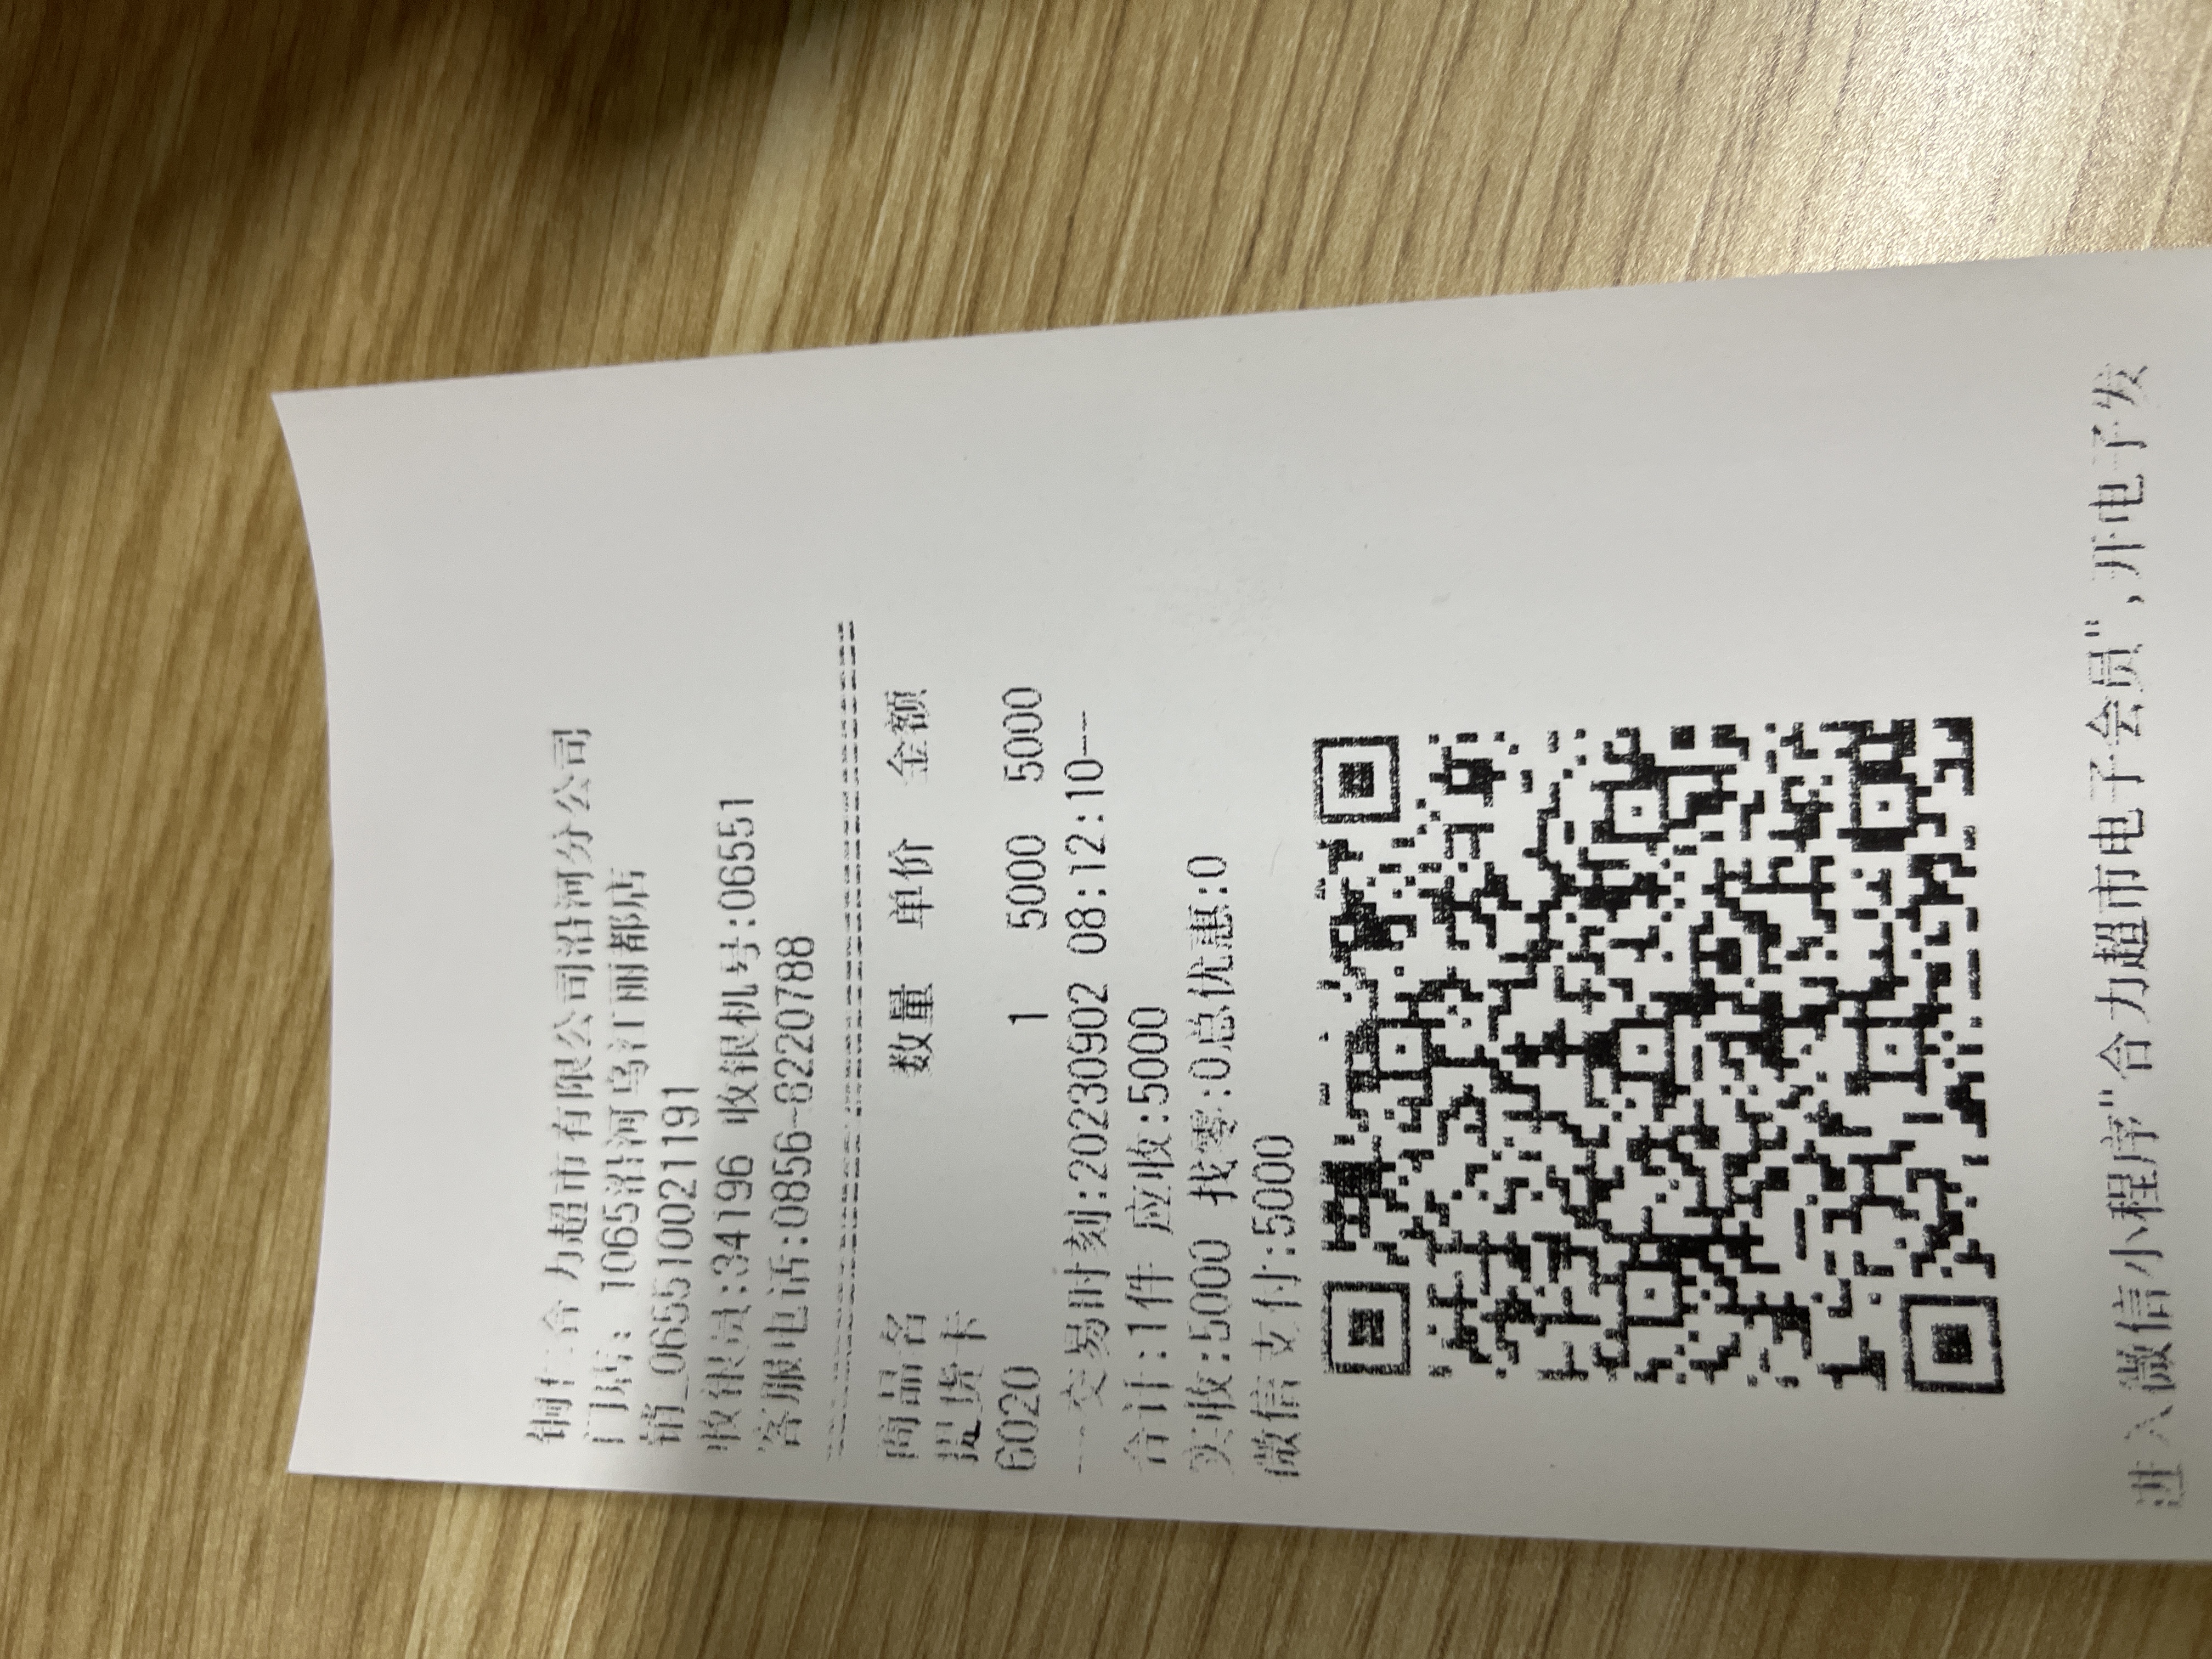 铜仁合力超市有限公司沿河分公司
门店: 1065沿河乌江丽都店
销_065510021191
收银员:34196 收银机号:06551
客服电话:0856-8220788
商品名 数量 单价 金额
提货卡
6020 1 5000 5000
---交易时刻:20230902 08:12:10--
合计:1件 应收:5000
实收:5000 找零:0总优惠:0
微信支付:5000
进入微信小程序"合力超市电子会员",开电子发